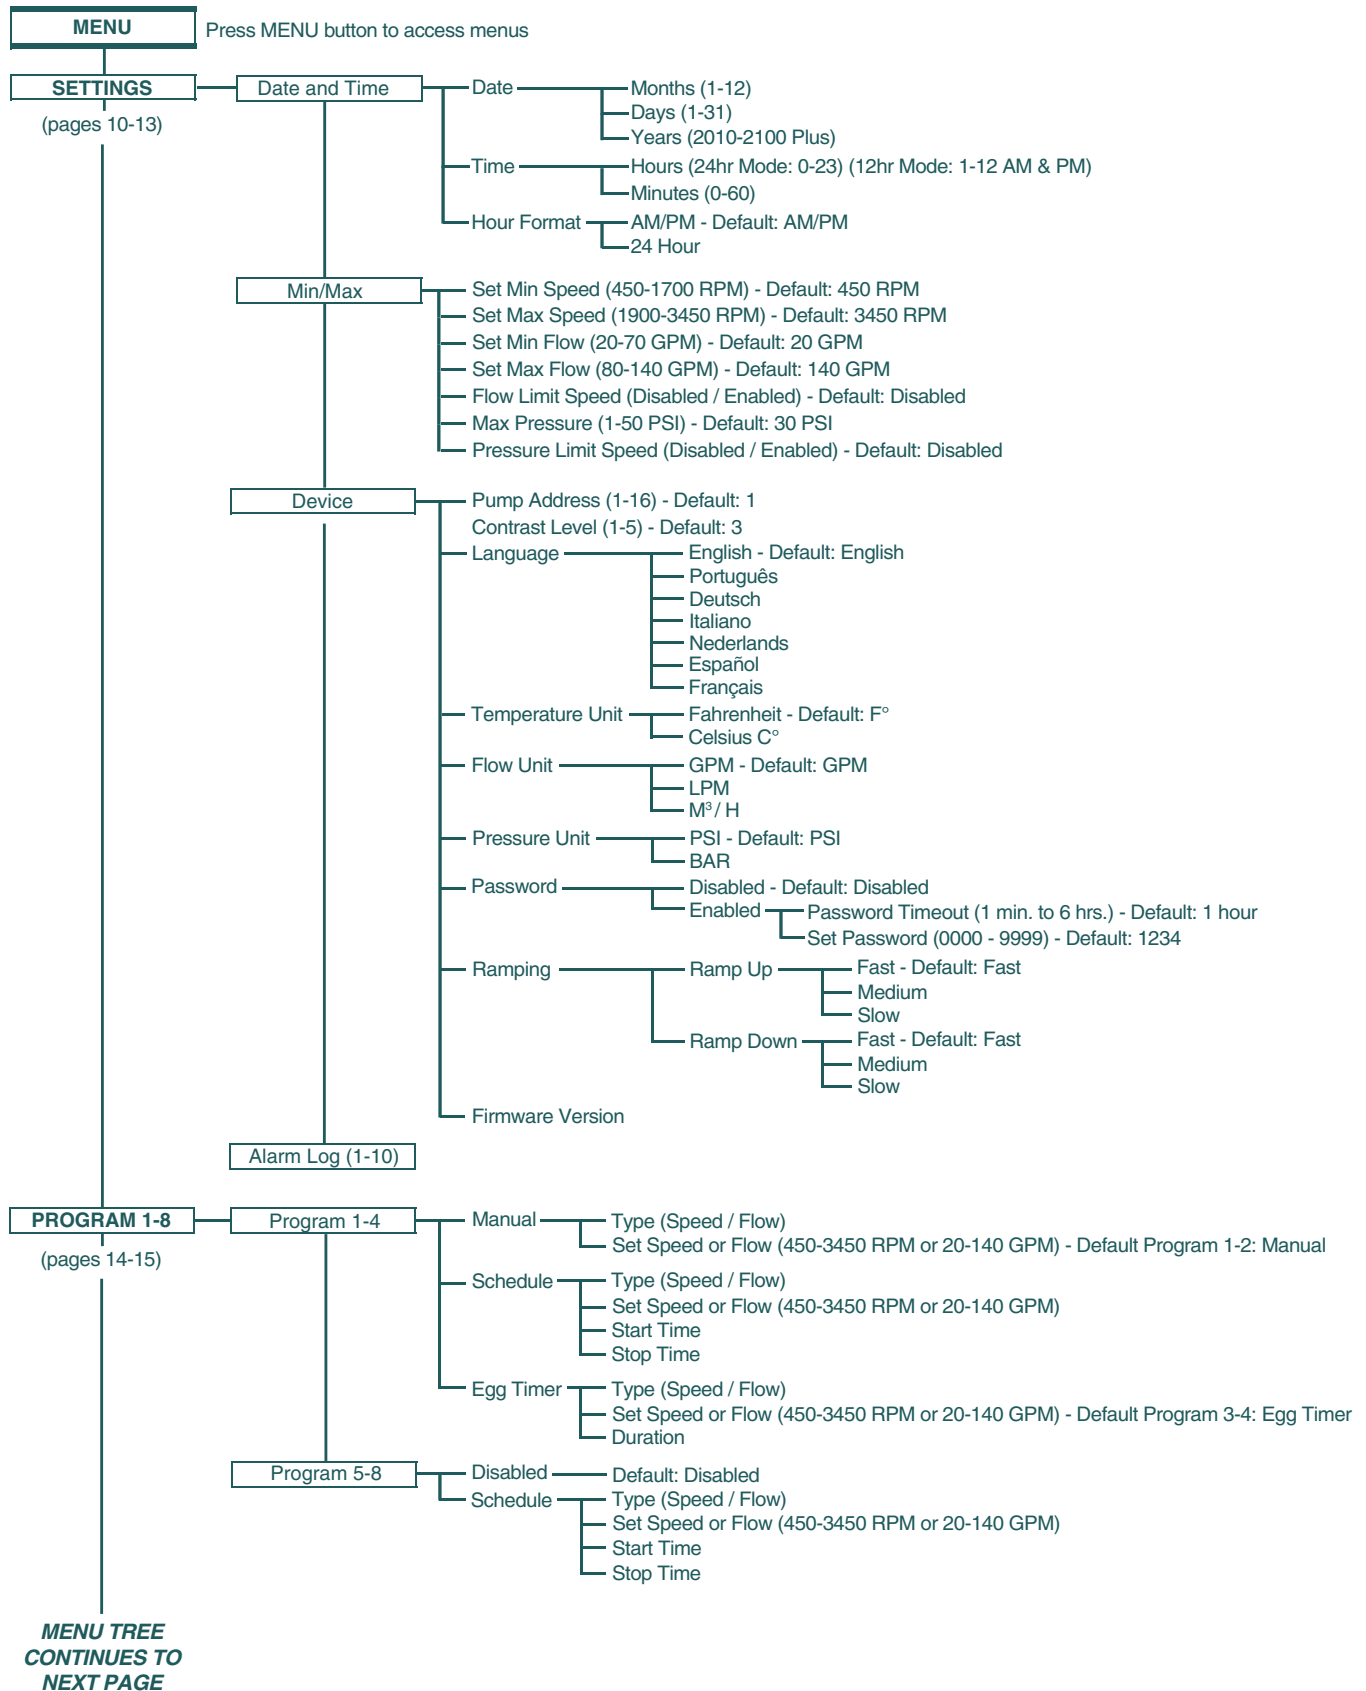 MENU
Press MENU button to access menus
SETTINGS
(pages 10-13)
Date and Time
Date
Months (1-12)
Days (1-31)
Years (2010-2100 Plus)
Time
Hours (24hr Mode: 0-23) (12hr Mode: 1-12 AM & PM)
Minutes (0-60)
Hour Format
AM/PM - Default: AM/PM
24 Hour
Min/Max
Set Min Speed (450-1700 RPM) - Default: 450 RPM
Set Max Speed (1900-3450 RPM) - Default: 3450 RPM
Set Min Flow (20-70 GPM) - Default: 20 GPM
Set Max Flow (80-140 GPM) - Default: 140 GPM
Flow Limit Speed (Disabled / Enabled) - Default: Disabled
Max Pressure (1-50 PSI) - Default: 30 PSI
Pressure Limit Speed (Disabled / Enabled) - Default: Disabled
Device
Pump Address (1-16) - Default: 1
Contrast Level (1-5) - Default: 3
Language
English - Default: English
Português
Deutsch
Italiano
Nederlands
Español
Français
Temperature Unit
Fahrenheit - Default: F°
Celsius C°
Flow Unit
GPM - Default: GPM
LPM
M³ / H
Pressure Unit
PSI - Default: PSI
BAR
Password
Disabled - Default: Disabled
Enabled
Password Timeout (1 min. to 6 hrs.) - Default: 1 hour
Set Password (0000 - 9999) - Default: 1234
Ramping
Ramp Up
Fast - Default: Fast
Medium
Slow
Ramp Down
Fast - Default: Fast
Medium
Slow
Firmware Version
Alarm Log (1-10)
PROGRAM 1-8
(pages 14-15)
Program 1-4
Manual
Type (Speed / Flow)
Set Speed or Flow (450-3450 RPM or 20-140 GPM) - Default Program 1-2: Manual
Schedule
Type (Speed / Flow)
Set Speed or Flow (450-3450 RPM or 20-140 GPM)
Start Time
Stop Time
Egg Timer
Type (Speed / Flow)
Set Speed or Flow (450-3450 RPM or 20-140 GPM) - Default Program 3-4: Egg Timer
Duration
Program 5-8
Disabled
Default: Disabled
Schedule
Type (Speed / Flow)
Set Speed or Flow (450-3450 RPM or 20-140 GPM)
Start Time
Stop Time
MENU TREE
CONTINUES TO
NEXT PAGE